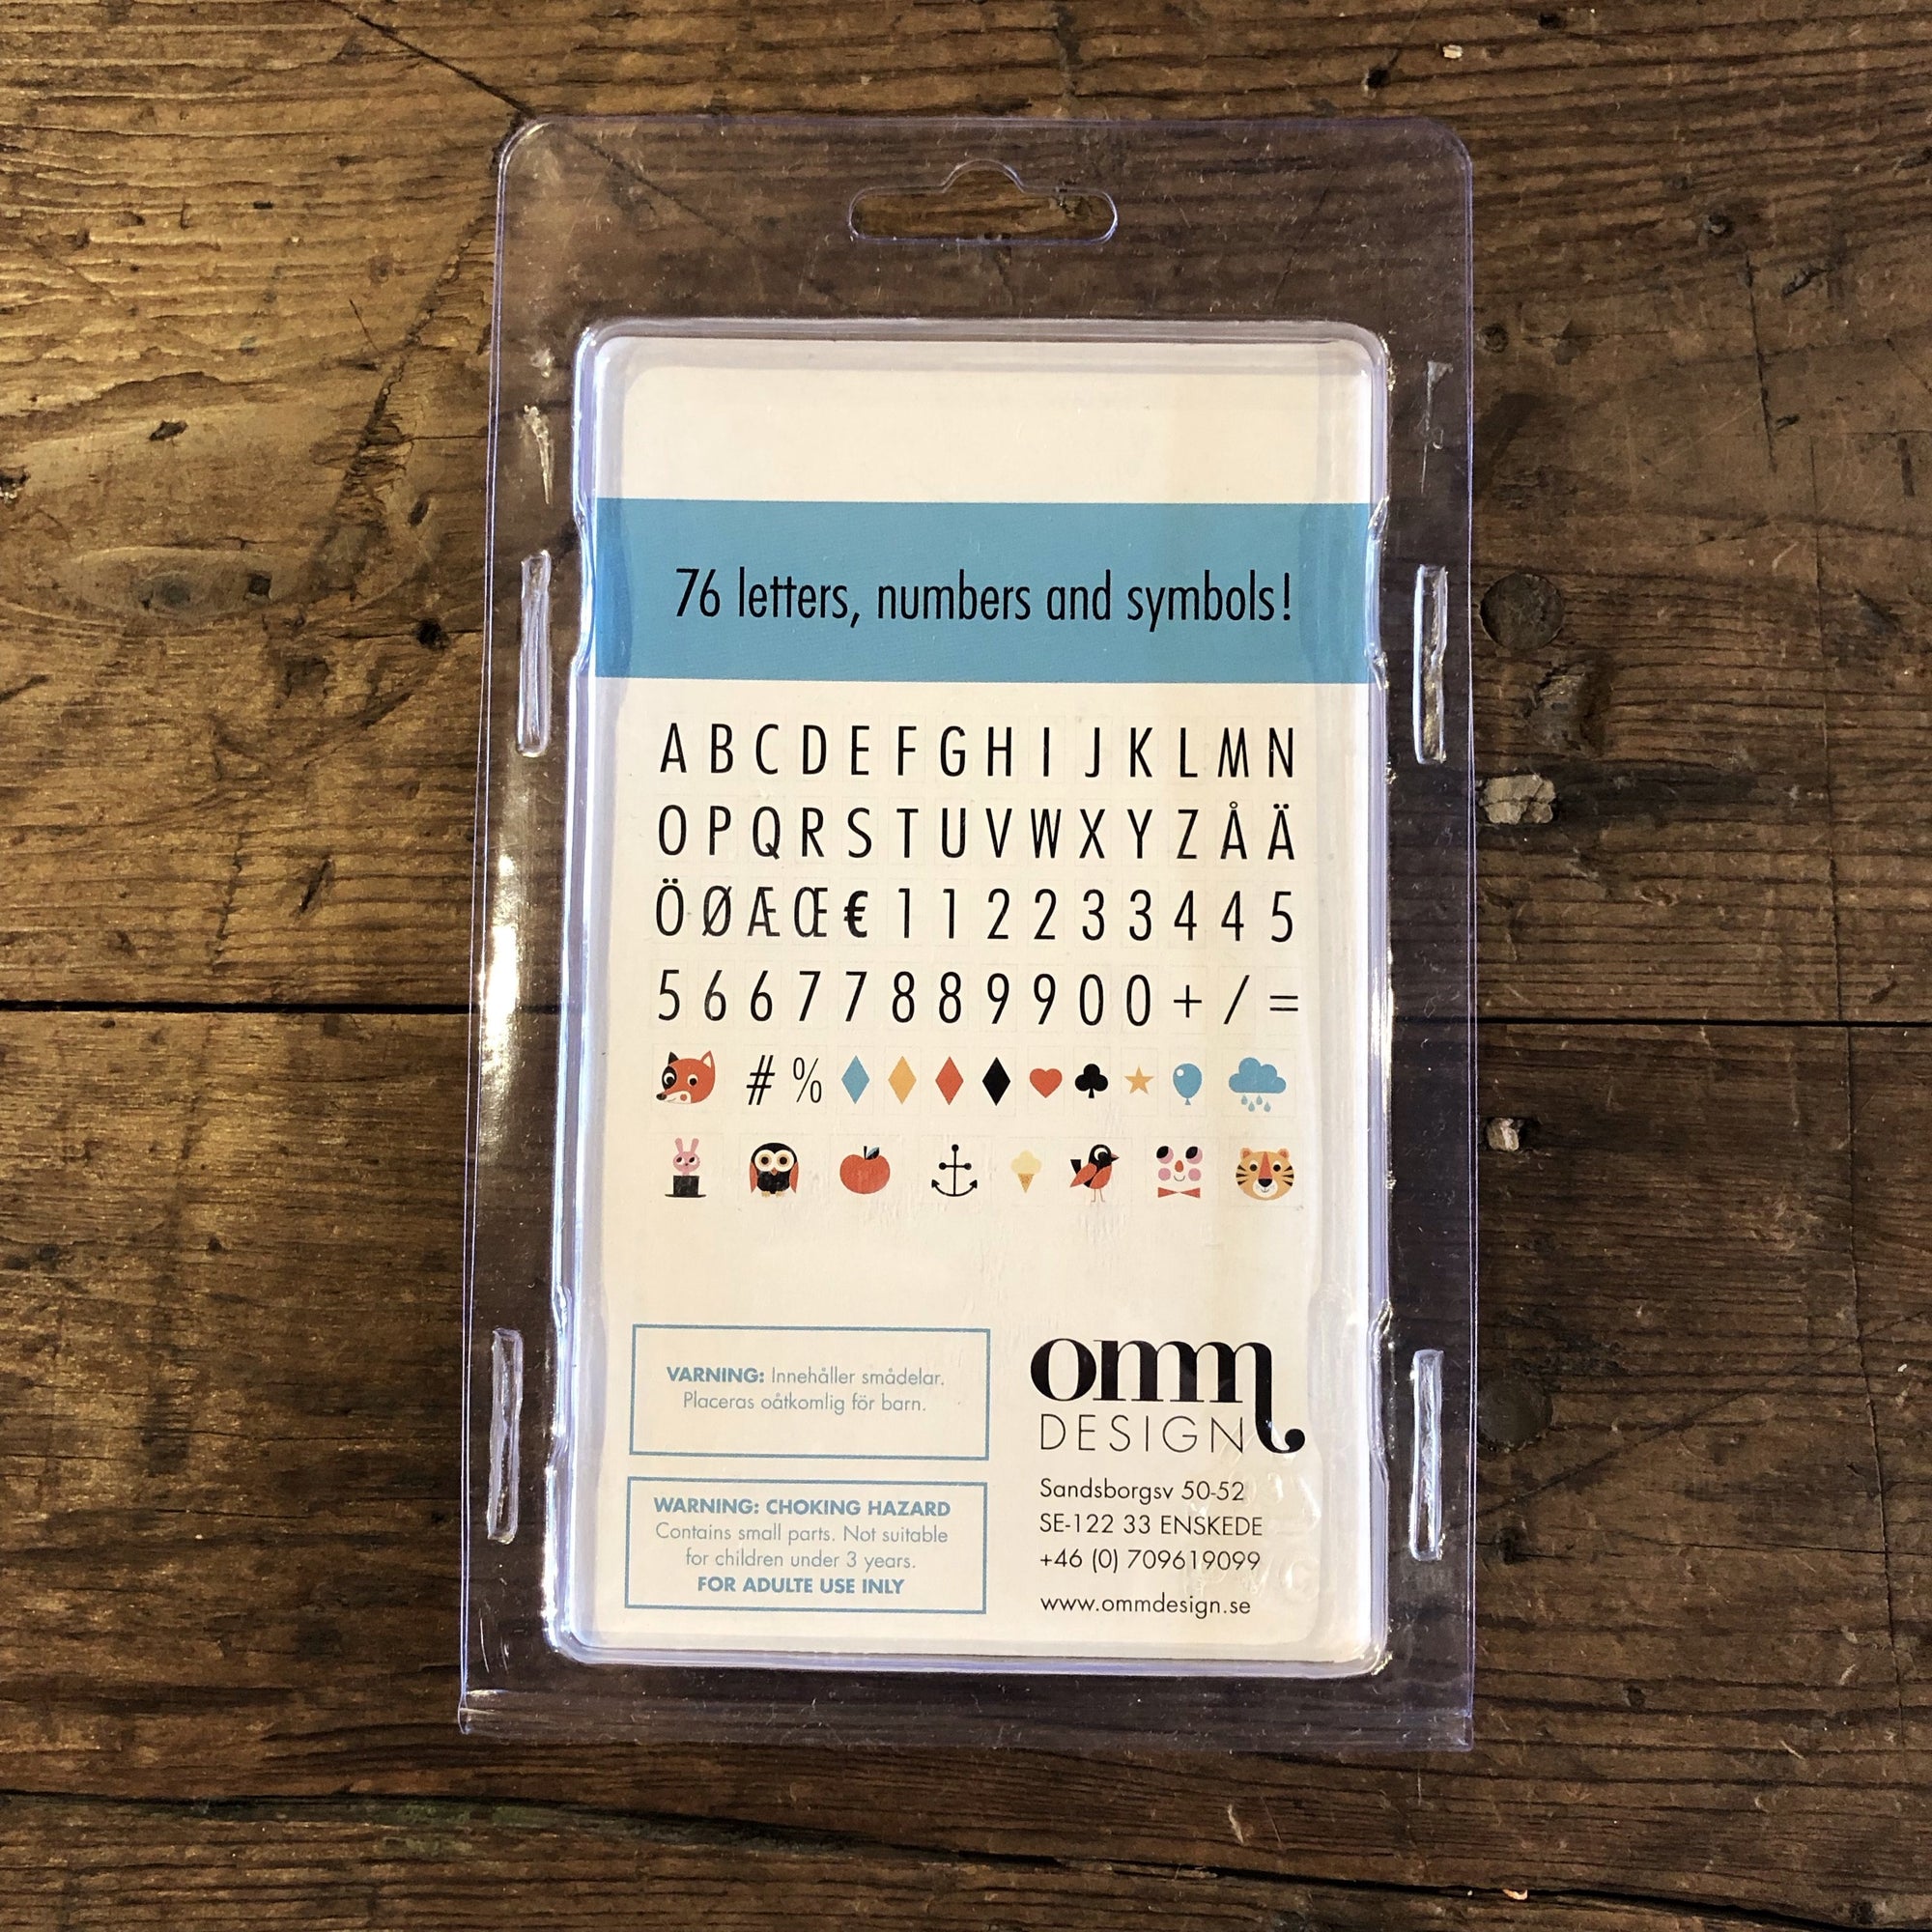 76 letters, numbers and symbols!
A B C D E F G H I J K L M N
O P Q R S T U V W X Y Z Å Ä
Ö Ø Æ Œ € 1 1 2 2 3 3 4 4 5
5 6 6 7 7 8 8 9 9 0 0 + / =
# %
VARNING: Innehåller smådelar.
Placeras oåtkomlig för barn.
WARNING: CHOKING HAZARD
Contains small parts. Not suitable
for children under 3 years.
FOR ADULTE USE INLY
omm
DESIGN
Sandsborgsv 50-52
SE-122 33 ENSKEDE
+46 (0) 709619099
www.ommdesign.se